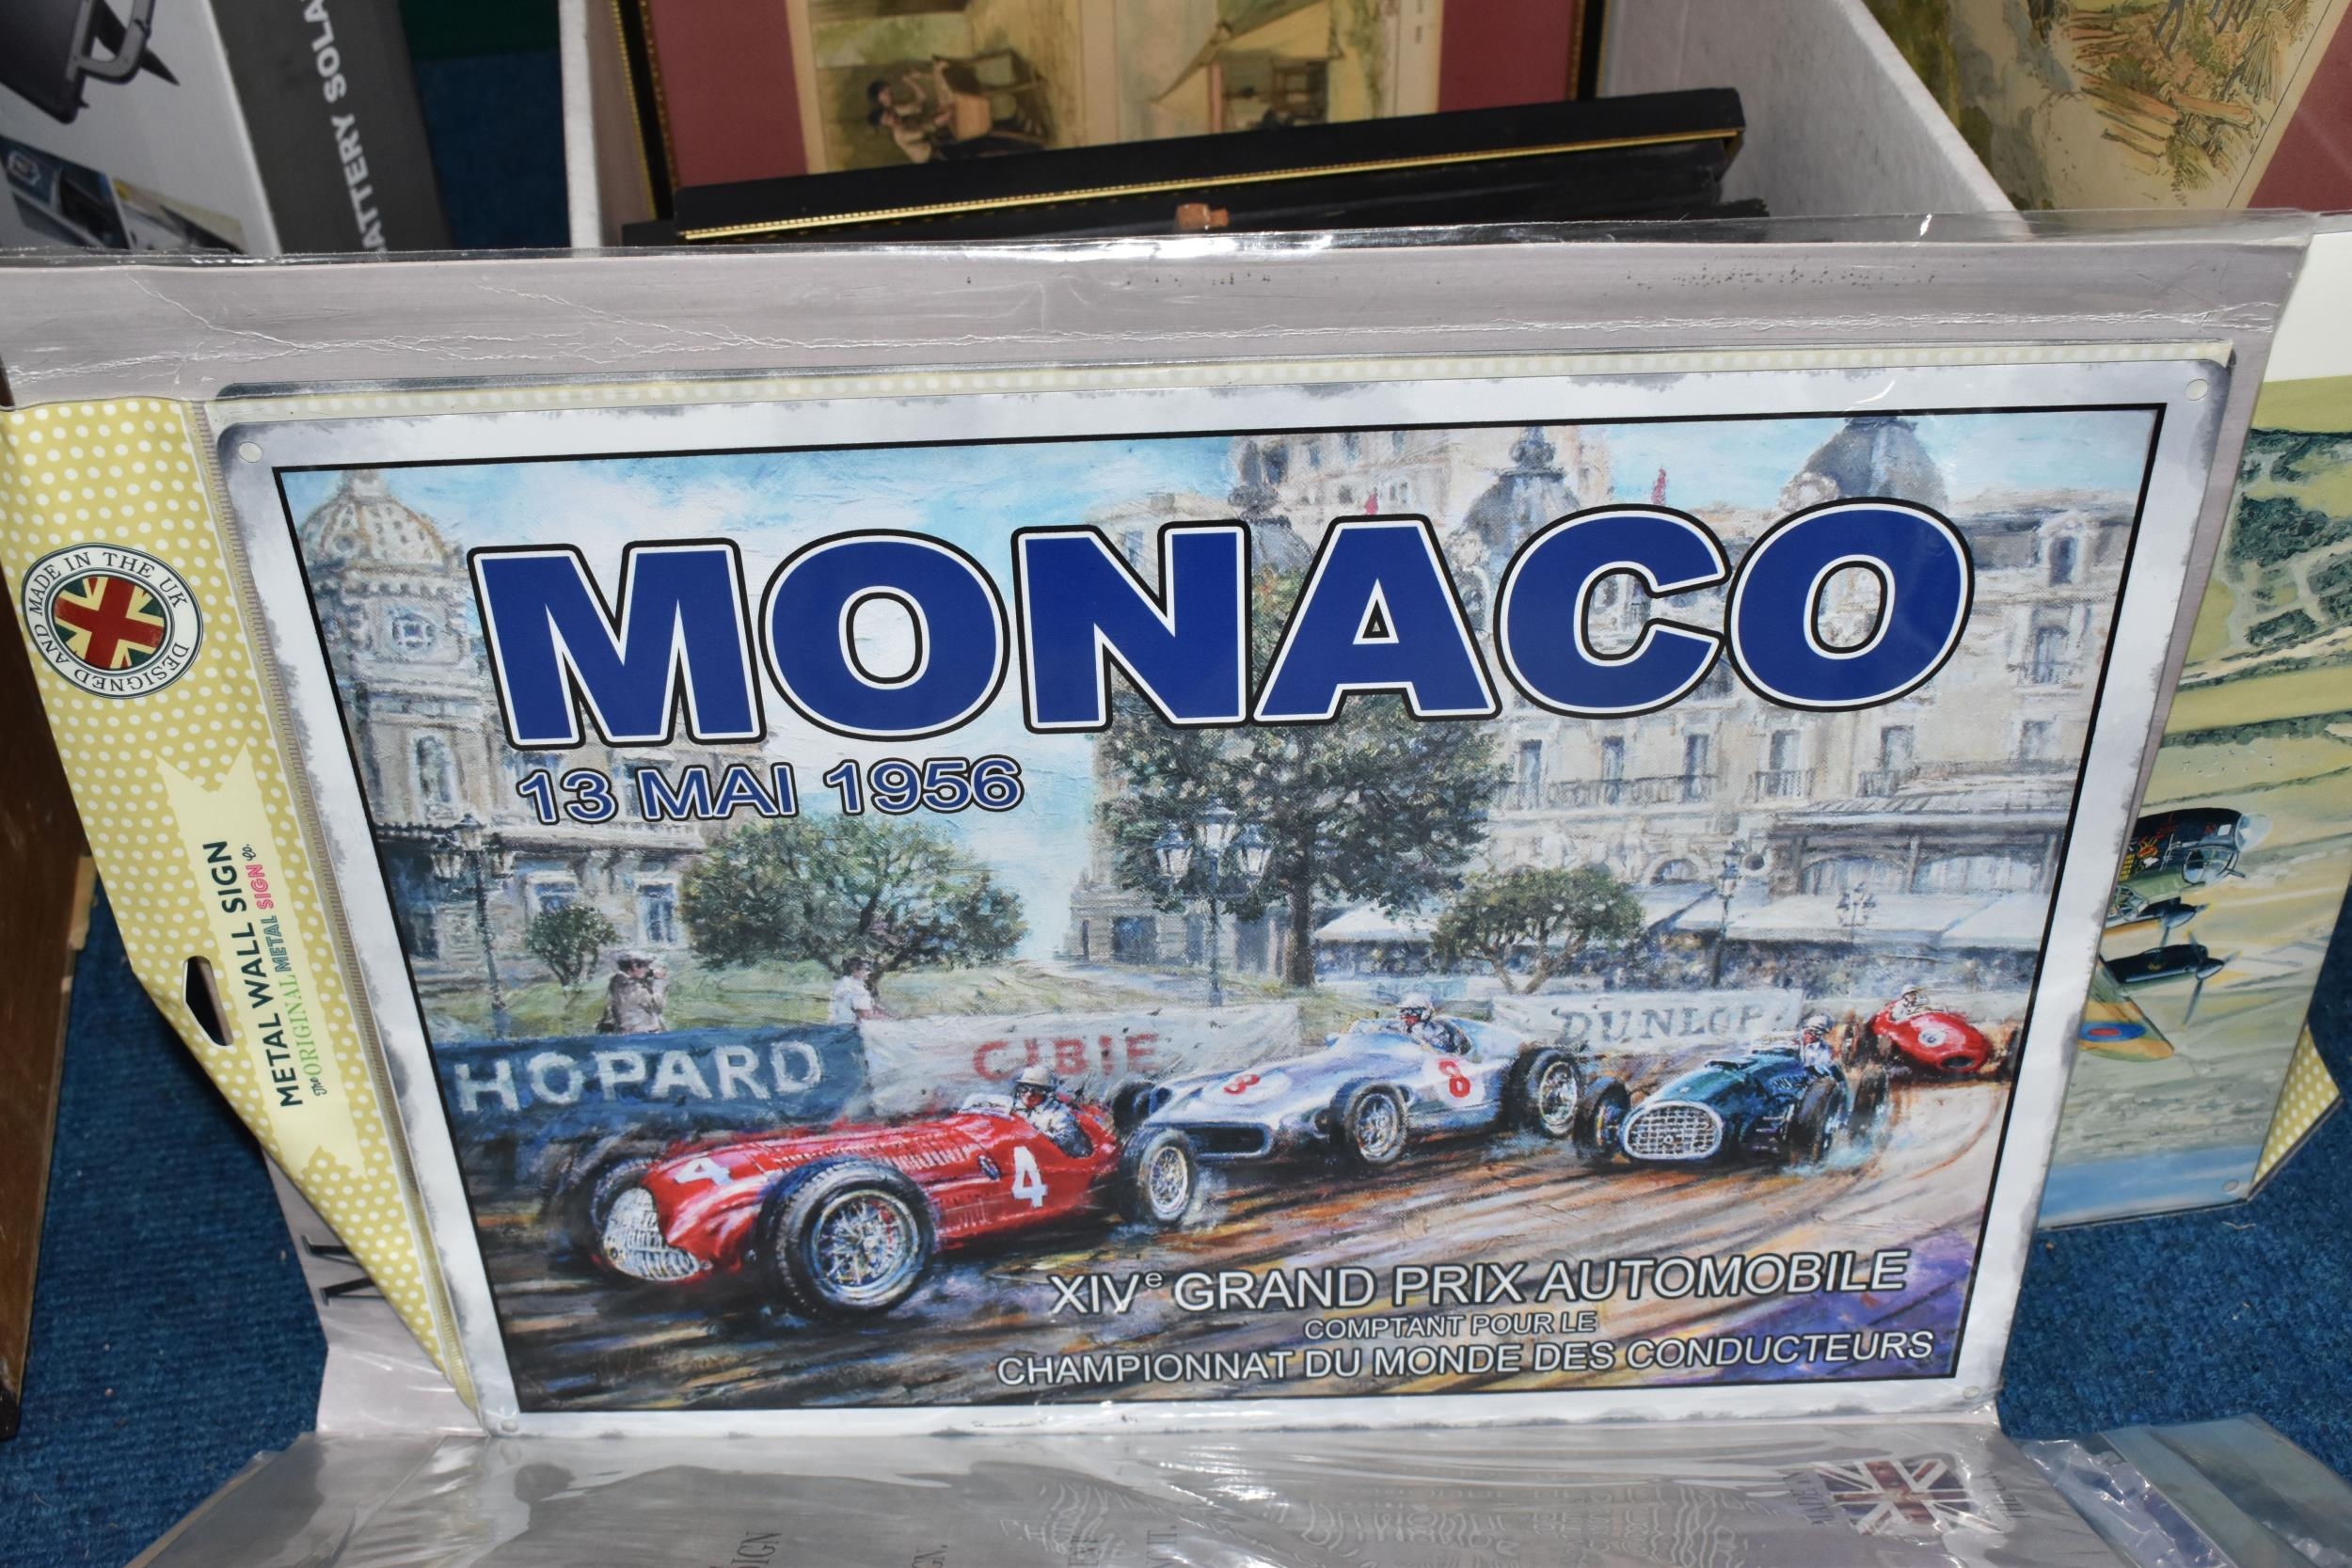 BATTERY SOLA
MADE IN THE UK
DESIGNED AND
METAL WALL SIGN
The ORIGINAL METAL SIGN Co.
MONACO
13 MAI 1956
HOPARD
CIBIE
DUNLOP
4
4
8
8
6
XIVe GRAND PRIX AUTOMOBILE
COMPTANT POUR LE
CHAMPIONNAT DU MONDE DES CONDUCTEURS